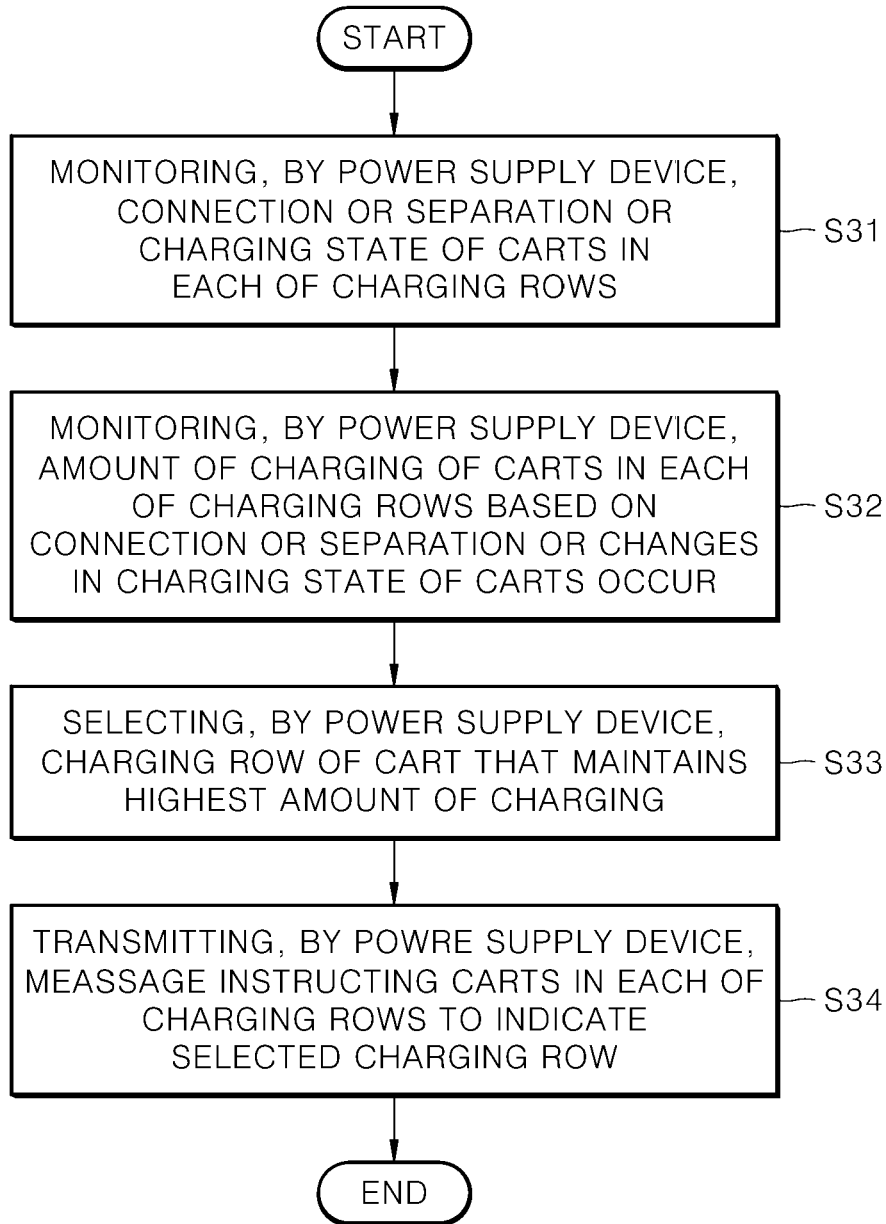 START
MONITORING, BY POWER SUPPLY DEVICE,
CONNECTION OR SEPARATION OR
CHARGING STATE OF CARTS IN
EACH OF CHARGING ROWS
S31
MONITORING, BY POWER SUPPLY DEVICE,
AMOUNT OF CHARGING OF CARTS IN EACH
OF CHARGING ROWS BASED ON
CONNECTION OR SEPARATION OR CHANGES
IN CHARGING STATE OF CARTS OCCUR
S32
SELECTING, BY POWER SUPPLY DEVICE,
CHARGING ROW OF CART THAT MAINTAINS
HIGHEST AMOUNT OF CHARGING
S33
TRANSMITTING, BY POWRE SUPPLY DEVICE,
MEASSAGE INSTRUCTING CARTS IN EACH OF
CHARGING ROWS TO INDICATE
SELECTED CHARGING ROW
S34
END